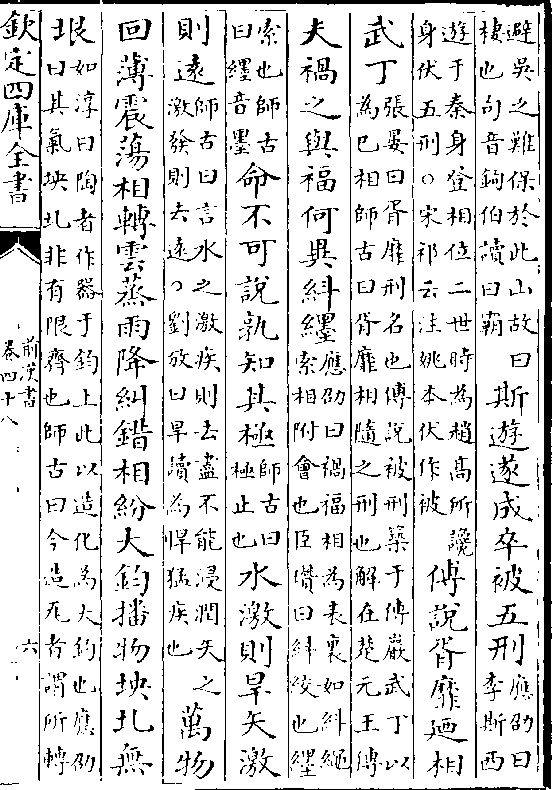 避吳之難保於此山故曰
棲也句音鉤伯讀曰霸
斯遊遂成卒被五刑
應劭曰
李斯西
遊于秦身登相位二世時為趙高所讒
身伏五刑○宋祁云注姚本伏作被
傅說胥靡廼相
武丁
張晏曰胥靡刑名也傅說被刑築于傅巖武丁以
為已相師古曰胥靡相隨之刑也解在楚元王傳
夫禍之與福何異糾纆
應劭曰禍福相為表裏如糾繩
索相附會也臣瓚曰糾絞也纆
索也師古
曰纆音墨
命不可說孰知其極
師古曰
極止也
水激則旱矢激
則遠
師古曰言水之激疾則去盡不能浸潤矢之
激發則去遠○劉攽曰旱讀為悍猛疾也
萬物
回薄震蕩相轉雲蒸雨降糾錯相紛大鈞播物坱圠無
垠
如淳曰陶者作器于鈞上此以造化為大鈞也應劭
曰其氣坱圠非有限齊也師古曰今造瓦者謂所轉
欽定四庫全書
前漢書
卷四十八
六